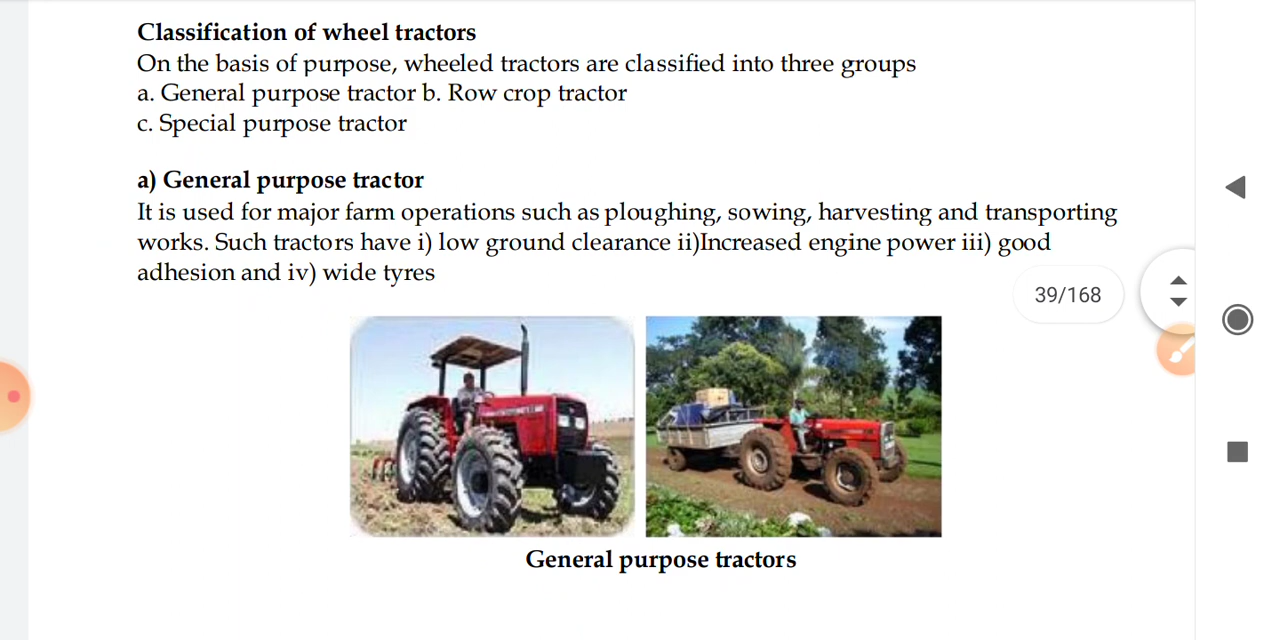 Classification of wheel tractors
On the basis of purpose, wheeled tractors are classified into three groups
a. General purpose tractor b. Row crop tractor
c. Special purpose tractor
a) General purpose tractor
It is used for major farm operations such as ploughing, sowing, harvesting and transporting
works. Such tractors have i) low ground clearance ii)Increased engine power iii) good
adhesion and iv) wide tyres
39/168
General purpose tractors